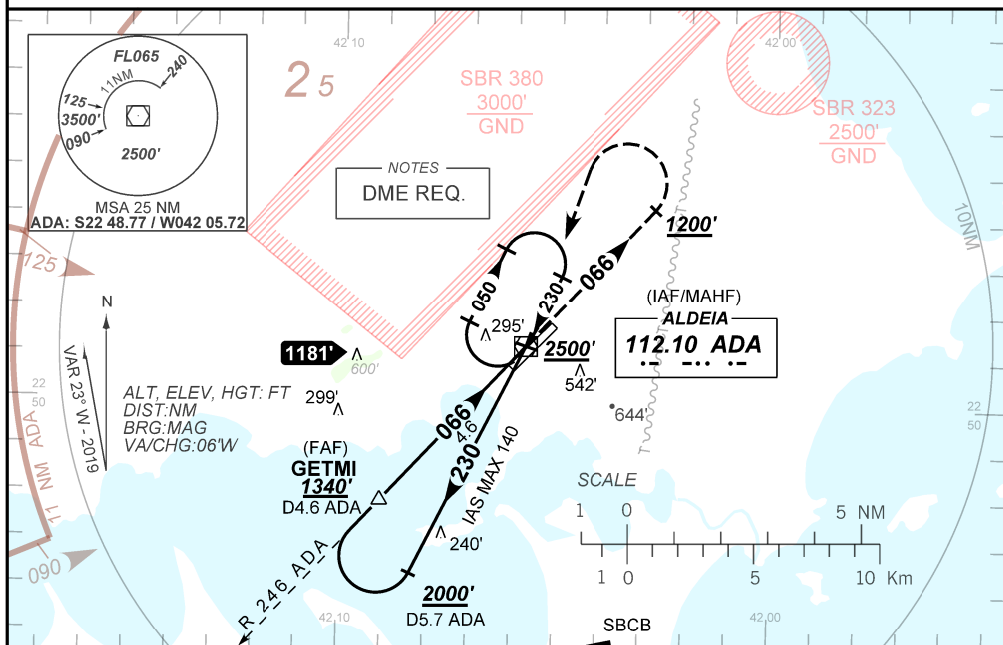 FL065
11NM
240
125
3500'
090
2500'
MSA 25 NM
ADA: S22 48.77 / W042 05.72
42 10
42 00
25
SBR 380
3000'
GND
SBR 323
2500'
GND
NOTES
DME REQ.
10NM
125
1200'
066
050
230
295'
2500'
542'
644'
(IAF/MAHF)
ALDEIA
112.10 ADA
N
VAR 23° W - 2019
1181'
600'
299'
22
50
22
50
ALT, ELEV, HGT: FT
DIST:NM
BRG:MAG
VA/CHG:06'W
11 NM ADA
090
066
4.6
230
IAS MAX 140
(FAF)
GETMI
1340'
D4.6 ADA
240'
R 246 ADA
2000'
D5.7 ADA
SCALE
1 0 5 NM
1 0 5 10 Km
42 10
42 00
SBCB